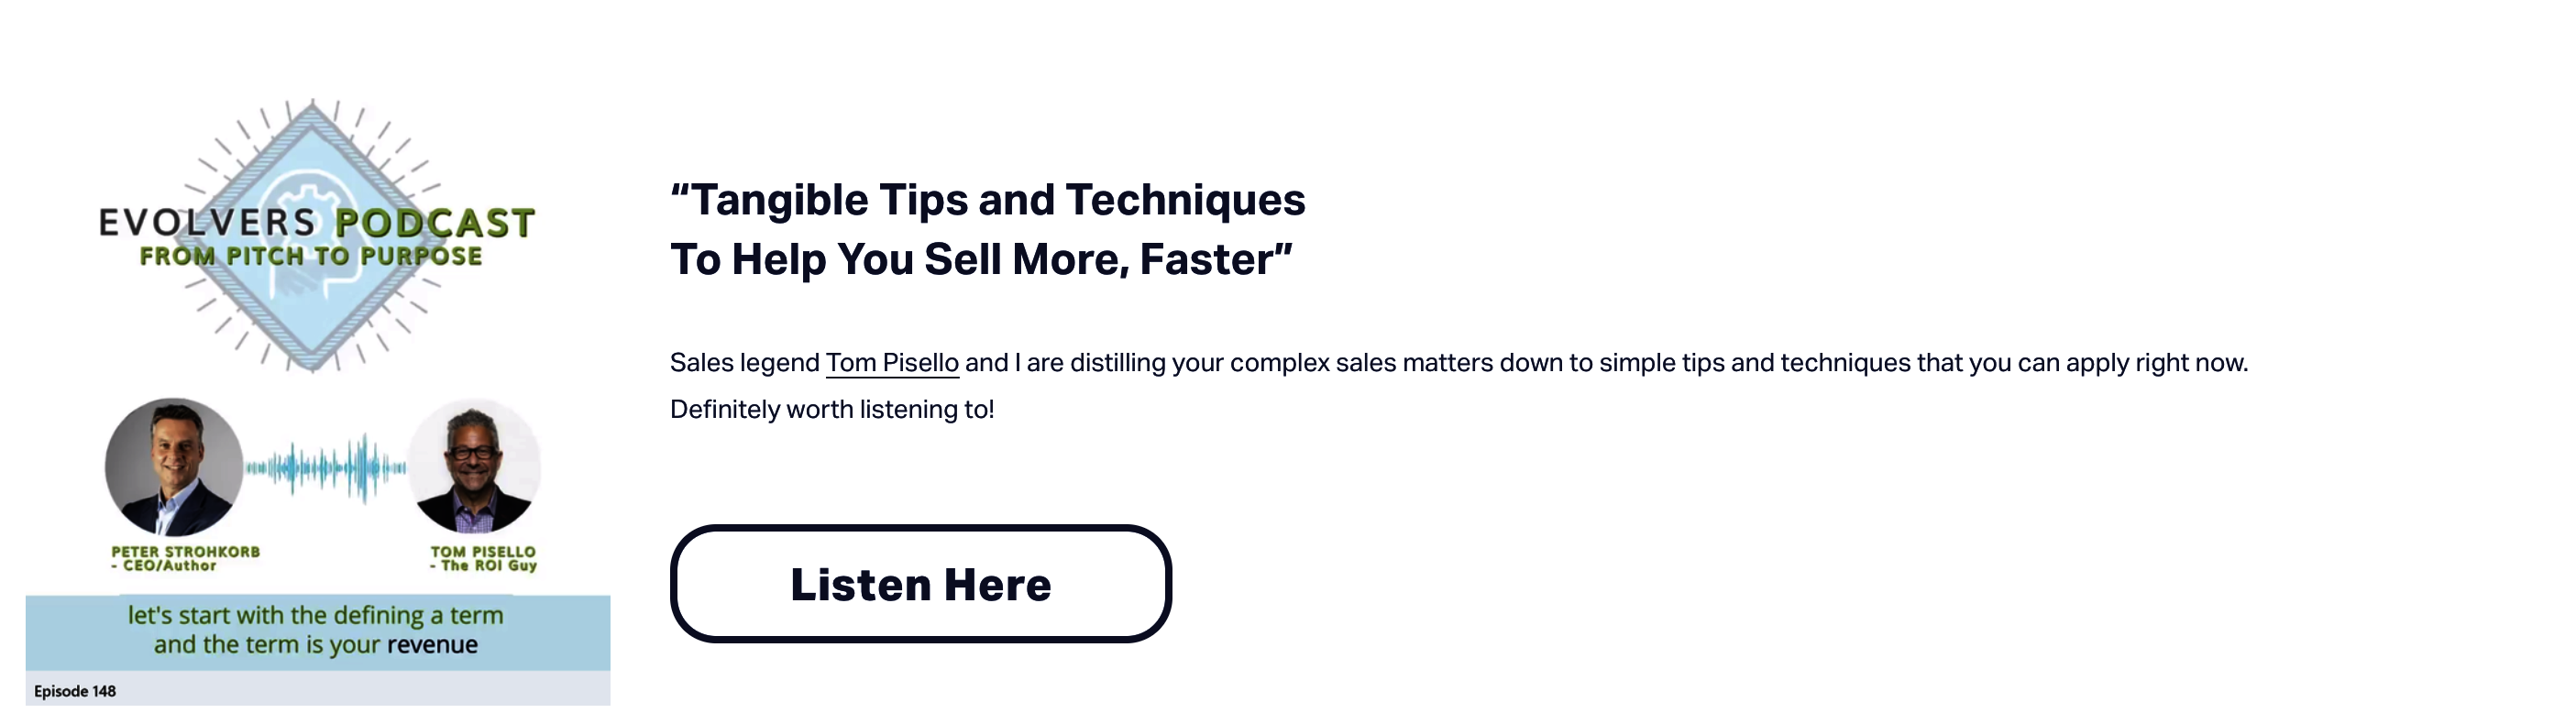 EVOLVERS PODCAST
FROM PITCH TO PURPOSE
PETER STROHKORB
- CEO/Author
TOM PISELLO
- The ROI Guy
let's start with the defining a term
and the term is your revenue
Episode 148
“Tangible Tips and Techniques
To Help You Sell More, Faster”
Sales legend Tom Pisello and I are distilling your complex sales matters down to simple tips and techniques that you can apply right now.
Definitely worth listening to!
Listen Here